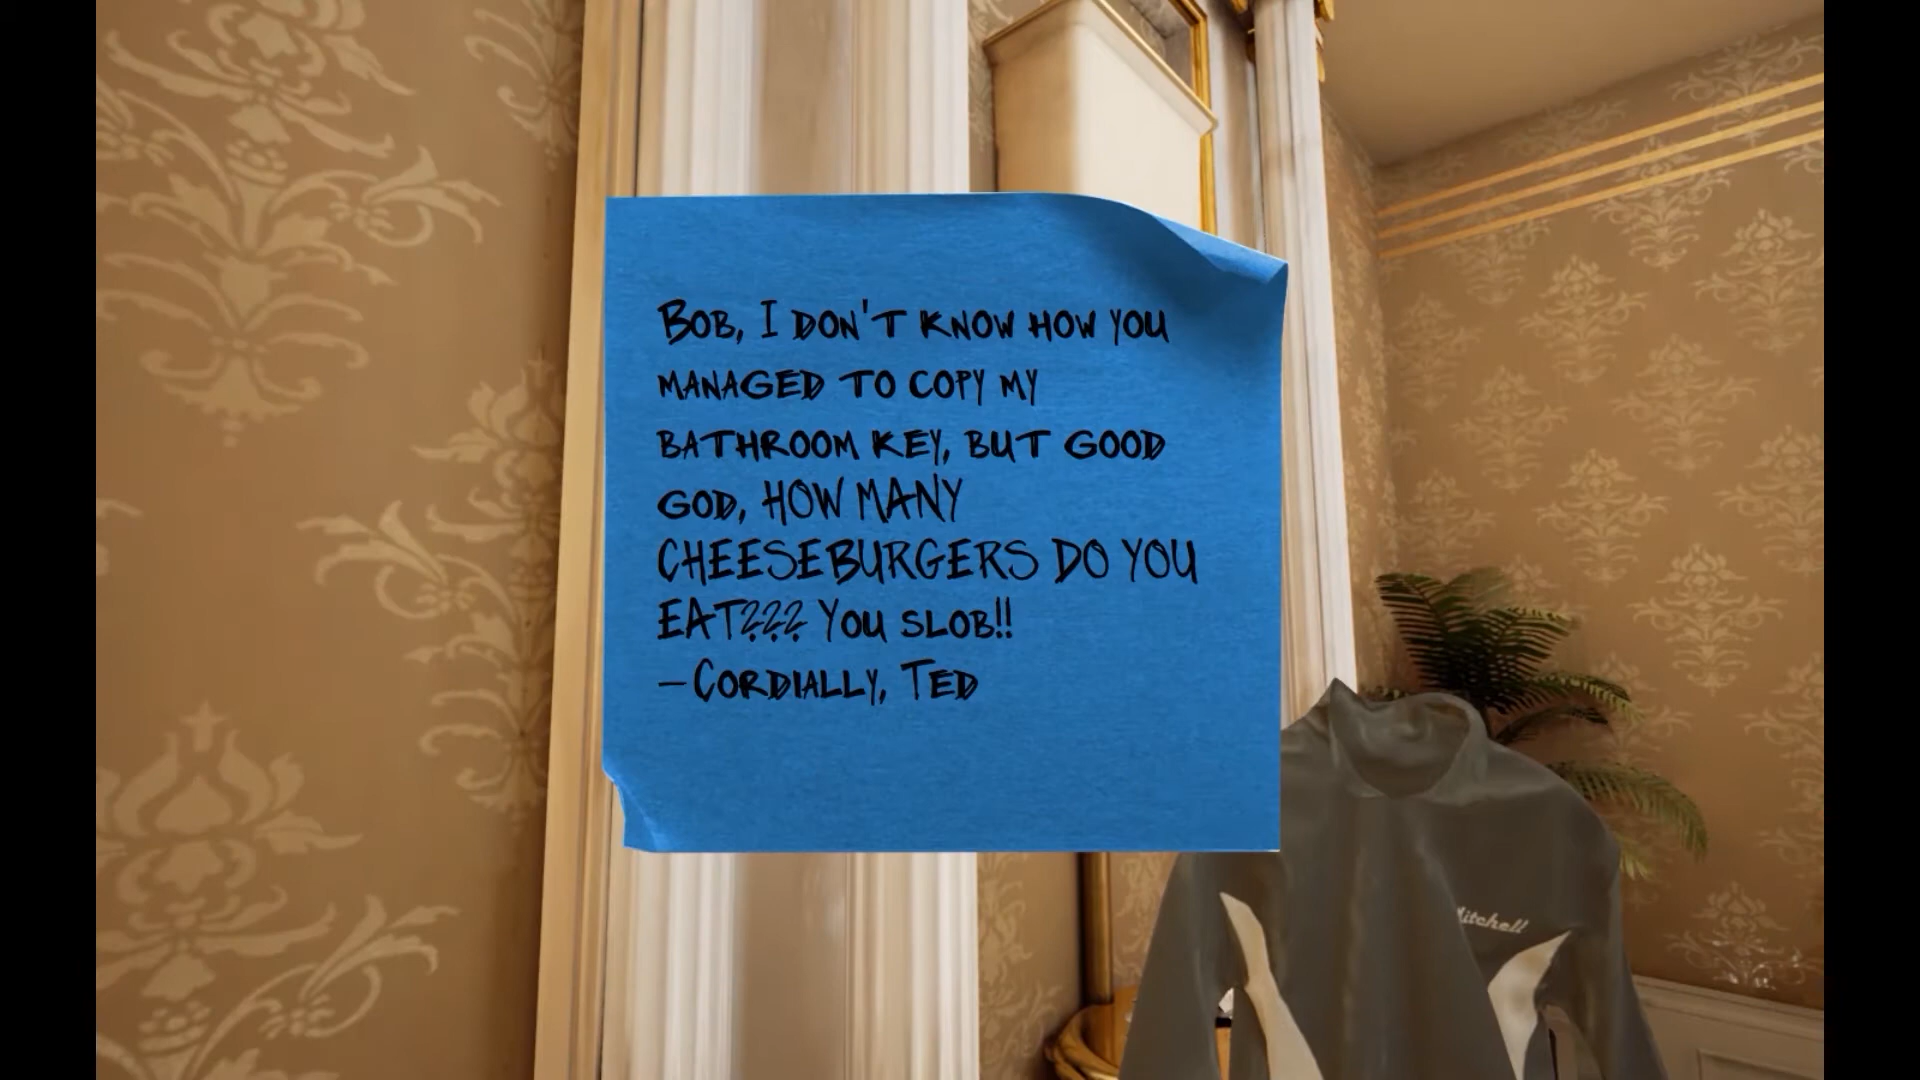 Bob, I don't know how you
managed to copy my
bathroom key, but good
god, HOW MANY
CHEESEBURGERS DO YOU
EAT??? You slob!!
—Cordially, Ted
Mitchell